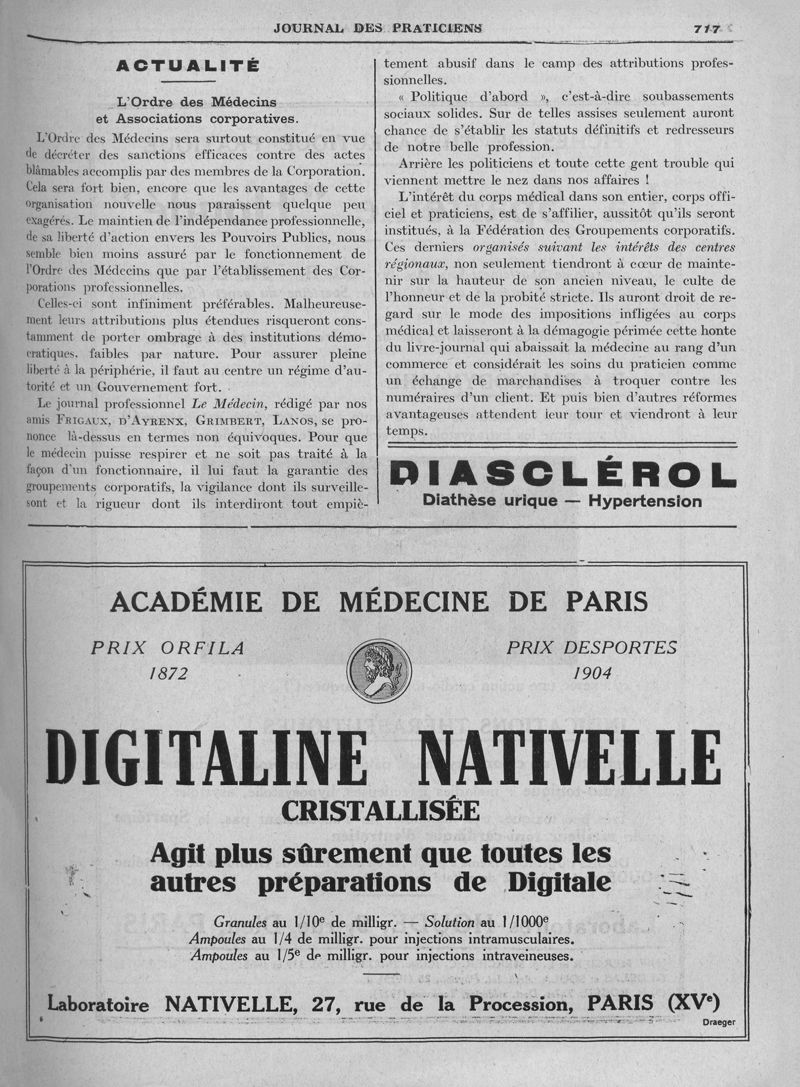 JOURNAL DES PRATICIENS 717
ACTUALITÉ
L'Ordre des Médecins
et Associations corporatives.
L'Ordre des Médecins sera surtout constitué en vue
de décréter des sanctions efficaces contre des actes
blâmables accomplis par des membres de la Corporation.
Cela sera fort bien, encore que les avantages de cette
organisation nouvelle nous paraissent quelque peu
exagérés. Le maintien de l'indépendance professionnelle,
de sa liberté d'action envers les Pouvoirs Publics, nous
semble bien moins assuré par le fonctionnement de
l'Ordre des Médecins que par l'établissement des Cor-
porations professionnelles.
Celles-ci sont infiniment préférables. Malheureuse-
ment leurs attributions plus étendues risqueront cons-
tamment de porter ombrage à des institutions démo-
cratiques, faibles par nature. Pour assurer pleine
liberté à la périphérie, il faut au centre un régime d'au-
torité et un Gouvernement fort.
Le journal professionnel Le Médecin, rédigé par nos
amis FRIGAUX, D'AYRENX, GRIMBERT, LANOS, se pro-
nonce là-dessus en termes non équivoques. Pour que
le médecin puisse respirer et ne soit pas traité à la
façon d'un fonctionnaire, il lui faut la garantie des
groupements corporatifs, la vigilance dont ils surveille-
sont et la rigueur dont ils interdiront tout empiè-
tement abusif dans le camp des attributions profes-
sionnelles.
« Politique d'abord », c'est-à-dire soubassements
sociaux solides. Sur de telles assises seulement auront
chance de s'établir les statuts définitifs et redresseurs
de notre belle profession.
Arrière les politiciens et toute cette gent trouble qui
viennent mettre le nez dans nos affaires !
L'intérêt du corps médical dans son entier, corps offi-
ciel et praticiens, est de s'affilier, aussitôt qu'ils seront
institués, à la Fédération des Groupements corporatifs.
Ces derniers organisés suivant les intérêts des centres
régionaux, non seulement tiendront à cœur de mainte-
nir sur la hauteur de son ancien niveau, le culte de
l'honneur et de la probité stricte. Ils auront droit de re-
gard sur le mode des impositions infligées au corps
médical et laisseront à la démagogie périmée cette honte
du livre-journal qui abaissait la médecine au rang d'un
commerce et considérait les soins du praticien comme
un échange de marchandises à troquer contre les
numéraires d'un client. Et puis bien d'autres réformes
avantageuses attendent leur tour et viendront à leur
temps.
DIASCLÉROL
Diathèse urique — Hypertension
ACADÉMIE DE MÉDECINE DE PARIS
PRIX ORFILA
1872
PRIX DESPORTES
1904
DIGITALINE NATIVELLE
CRISTALLISÉE
Agit plus sûrement que toutes les
autres préparations de Digitale
Granules au 1/10e de milligr. — Solution au 1/1000e
Ampoules au 1/4 de milligr. pour injections intramusculaires.
Ampoules au 1/5e de milligr. pour injections intraveineuses.
Laboratoire NATIVELLE, 27, rue de la Procession, PARIS (XVe)
Draeger